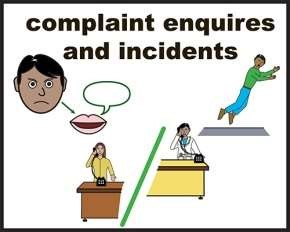 complaint enquires
and incidents